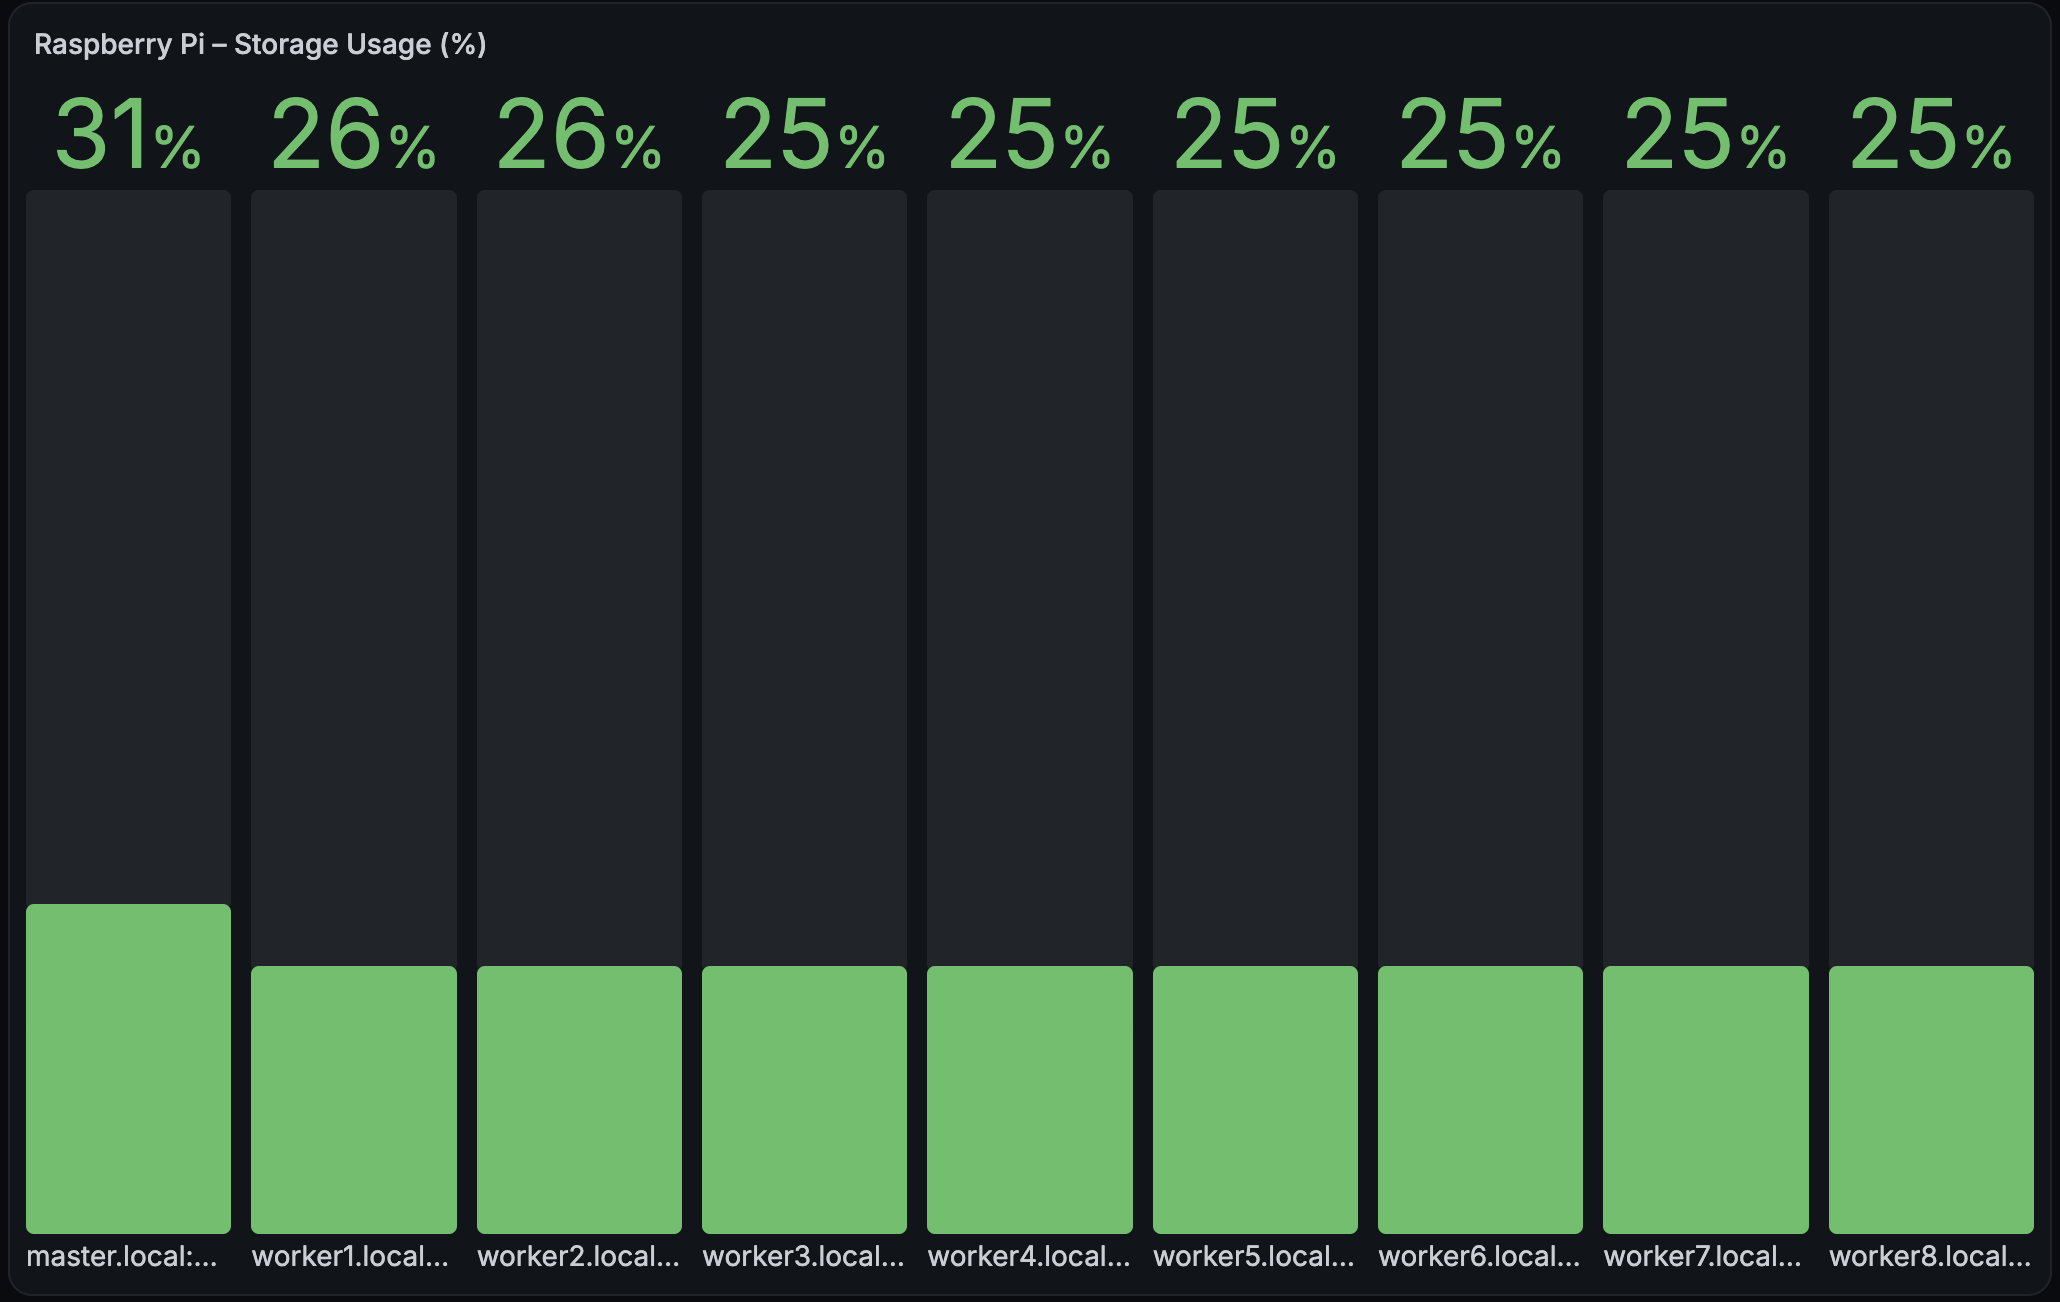 Raspberry Pi – Storage Usage (%)
31% 26% 26% 25% 25% 25% 25% 25% 25%
master.local:... worker1.local... worker2.local... worker3.local... worker4.local... worker5.local... worker6.local... worker7.local... worker8.local...